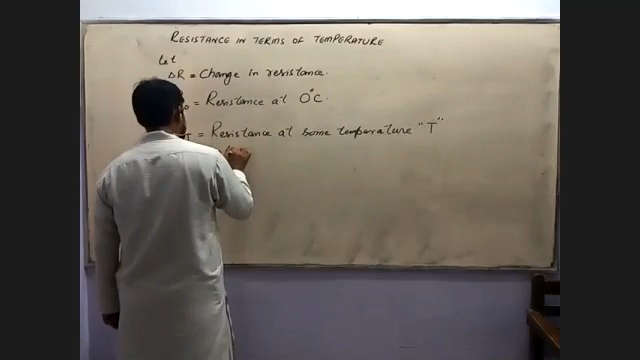 RESISTANCE IN TERMS OF TEMPERATURE
let
ΔR = Change in resistance.
= Resistance at 0°C.
= Resistance at some temperature "T"